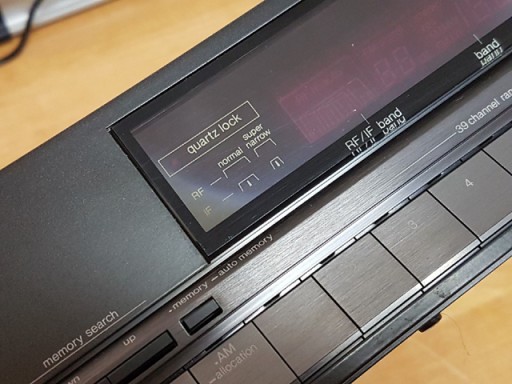 quartz lock
super
normal narrow
RF
IF
RF/IF band
band
39 channel ran
4
3
- memory - auto memory
memory search
up
AM
allocation